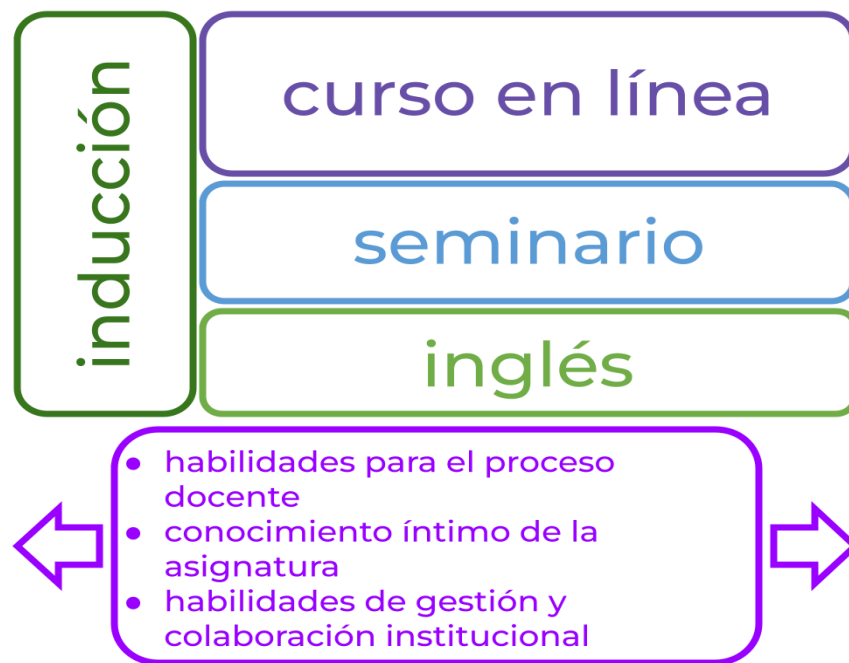 inducción
curso en línea
seminario
inglés
• habilidades para el proceso
docente
• conocimiento íntimo de la
asignatura
• habilidades de gestión y
colaboración institucional